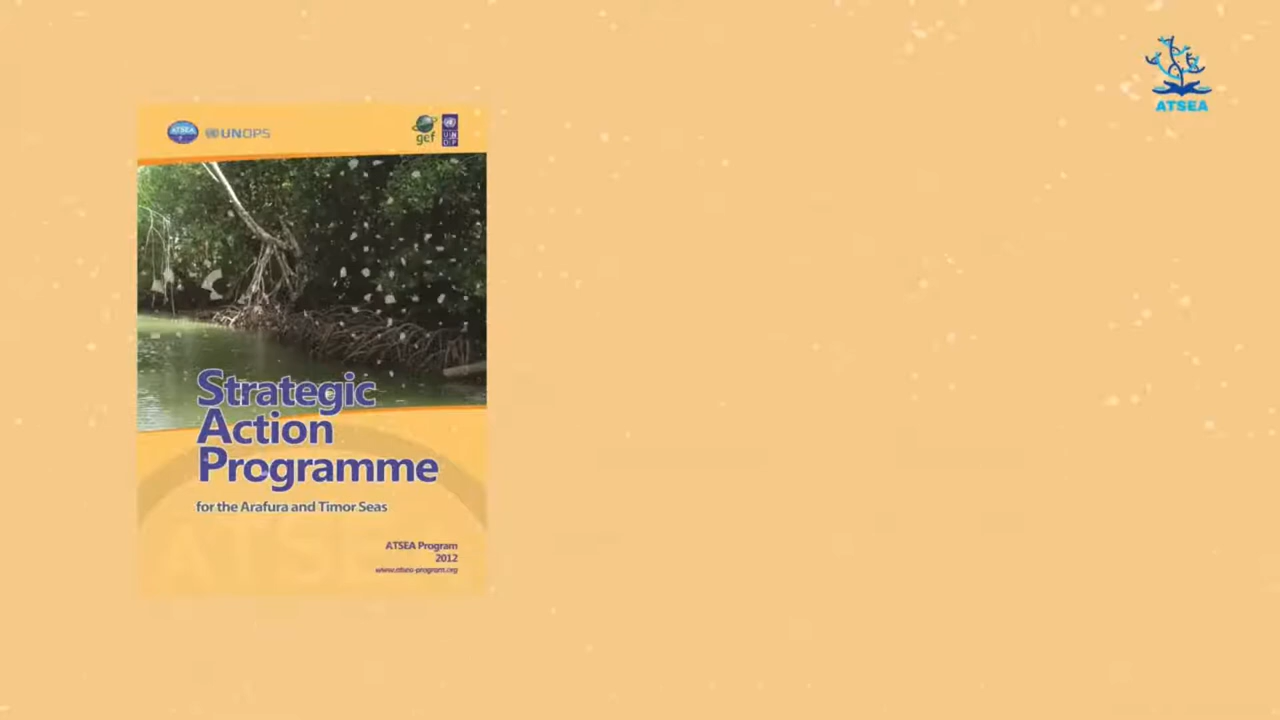 ATSEA
ATSEA
UNOPS
gef
U N
D P
Strategic
Action
Programme
for the Arafura and Timor Seas
ATSEA Program
2012
www.atsea-program.org
ATSEA